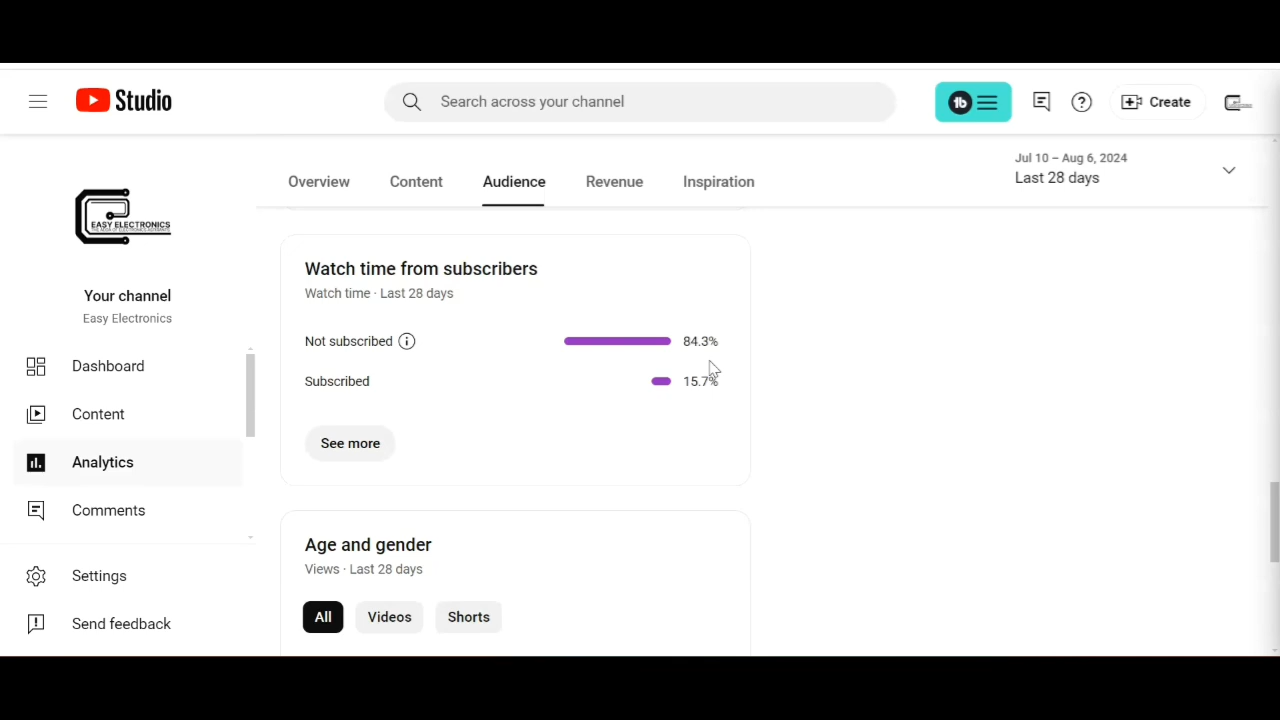 Studio
Search across your channel
Create
EASY ELECTRONICS
Your channel
Easy Electronics
Dashboard
Content
Analytics
Comments
Settings
Send feedback
Overview
Content
Audience
Revenue
Inspiration
Jul 10 – Aug 6, 2024
Last 28 days
Watch time from subscribers
Watch time · Last 28 days
Not subscribed
84.3%
Subscribed
15.7%
See more
Age and gender
Views · Last 28 days
All
Videos
Shorts